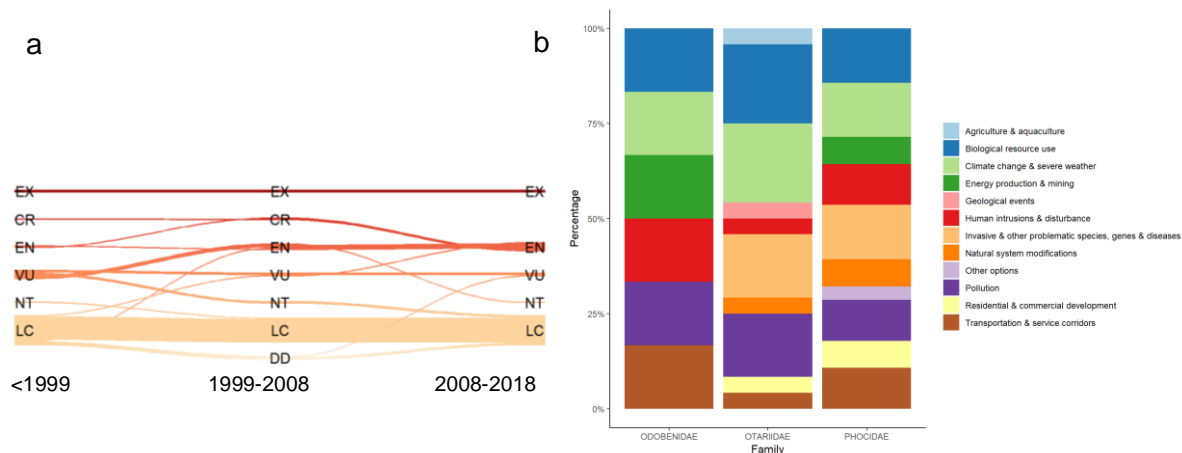 a
EX EX EX
CR CR
EN EN EN
VU VU VU
NT NT NT
LC LC LC
DD
<1999 1999-2008 2008-2018
b
100%
75%
50%
25%
0%
Percentage
ODOBENIDAE OTARIIDAE PHOCIDAE
Family
Agriculture & aquaculture
Biological resource use
Climate change & severe weather
Energy production & mining
Geological events
Human intrusions & disturbance
Invasive & other problematic species, genes & diseases
Natural system modifications
Other options
Pollution
Residential & commercial development
Transportation & service corridors